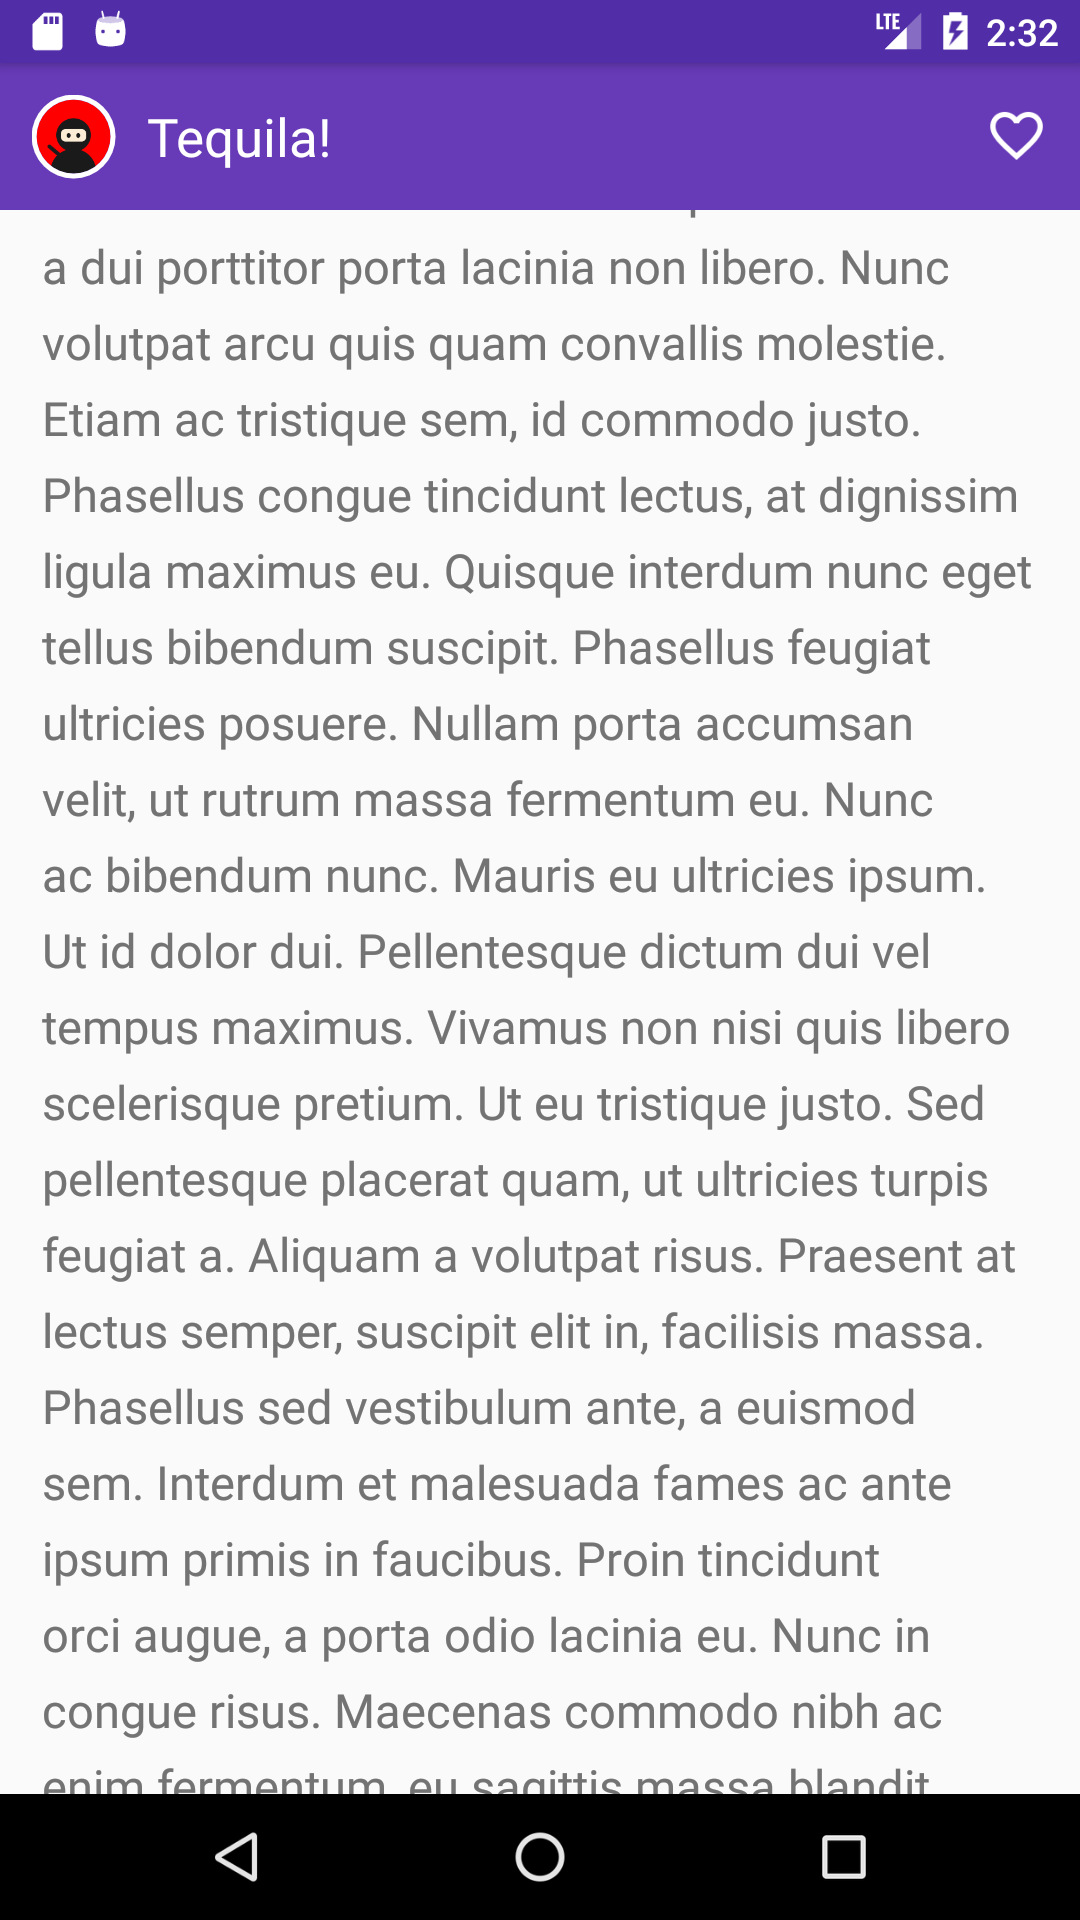 LTE 2:32
Tequila!
a dui porttitor porta lacinia non libero. Nunc
volutpat arcu quis quam convallis molestie.
Etiam ac tristique sem, id commodo justo.
Phasellus congue tincidunt lectus, at dignissim
ligula maximus eu. Quisque interdum nunc eget
tellus bibendum suscipit. Phasellus feugiat
ultricies posuere. Nullam porta accumsan
velit, ut rutrum massa fermentum eu. Nunc
ac bibendum nunc. Mauris eu ultricies ipsum.
Ut id dolor dui. Pellentesque dictum dui vel
tempus maximus. Vivamus non nisi quis libero
scelerisque pretium. Ut eu tristique justo. Sed
pellentesque placerat quam, ut ultricies turpis
feugiat a. Aliquam a volutpat risus. Praesent at
lectus semper, suscipit elit in, facilisis massa.
Phasellus sed vestibulum ante, a euismod
sem. Interdum et malesuada fames ac ante
ipsum primis in faucibus. Proin tincidunt
orci augue, a porta odio lacinia eu. Nunc in
congue risus. Maecenas commodo nibh ac
enim fermentum, eu sagittis massa blandit